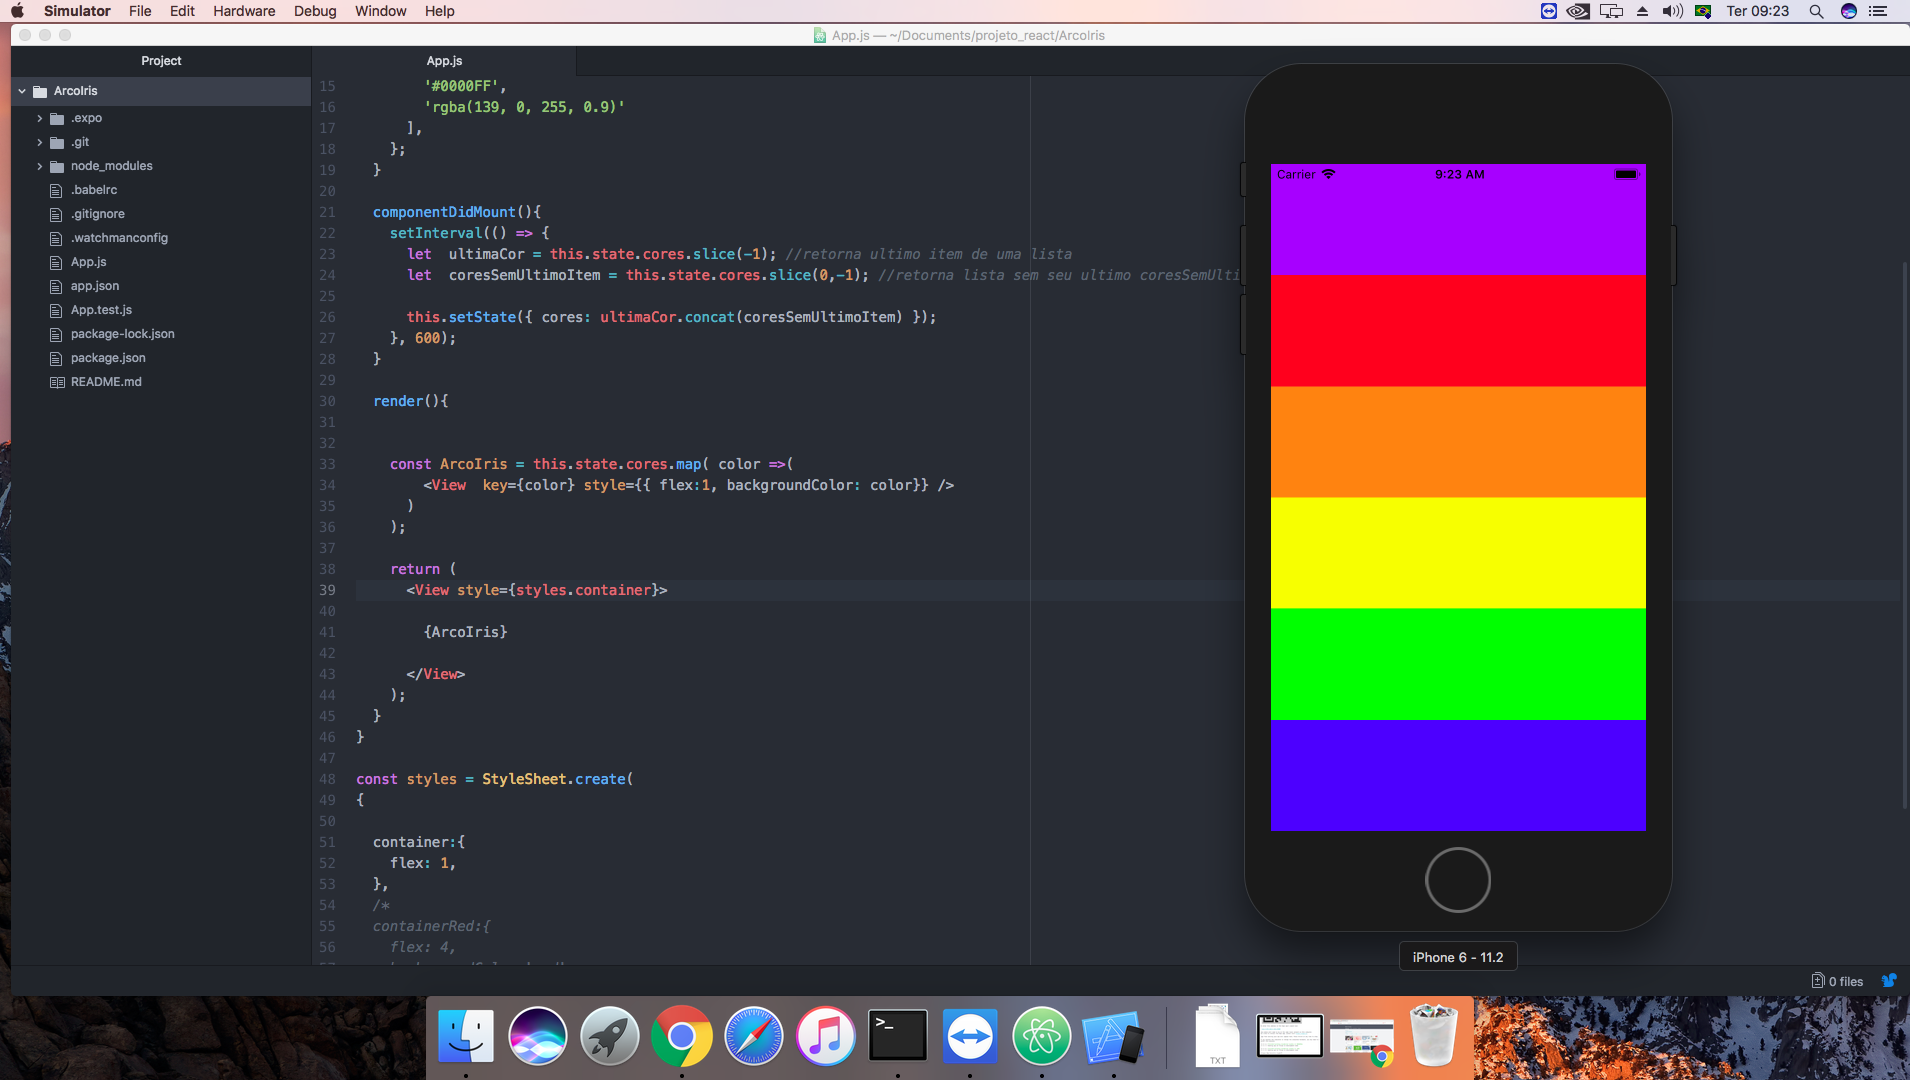 Simulator File Edit Hardware Debug Window Help
Ter 09:23
App.js — ~/Documents/projeto_react/ArcoIris
Project
ArcoIris
.expo
.git
node_modules
.babelrc
.gitignore
.watchmanconfig
App.js
app.json
App.test.js
package-lock.json
package.json
README.md
App.js
15 '#0000FF',
16 'rgba(139, 0, 255, 0.9)'
17 ],
18 };
19 }
20
21 componentDidMount(){
22 setInterval(() => {
23 let  ultimaCor = this.state.cores.slice(-1); //retorna ultimo item de uma lista
24 let  coresSemUltimoItem = this.state.cores.slice(0,-1); //retorna lista sem seu ultimo coresSemUlti
25
26 this.setState({ cores: ultimaCor.concat(coresSemUltimoItem) });
27 }, 600);
28 }
29
30 render(){
31
32
33 const ArcoIris = this.state.cores.map( color =>(
34 <View  key={color} style={{ flex:1, backgroundColor: color}} />
35 )
36 );
37
38 return (
39 <View style={styles.container}>
40
41 {ArcoIris}
42
43 </View>
44 );
45 }
46 }
47
48 const styles = StyleSheet.create(
49 {
50
51 container:{
52 flex: 1,
53 },
54 /*
55 containerRed:{
56 flex: 4,
Carrier 9:23 AM
iPhone 6 - 11.2
0 files
>_
TXT